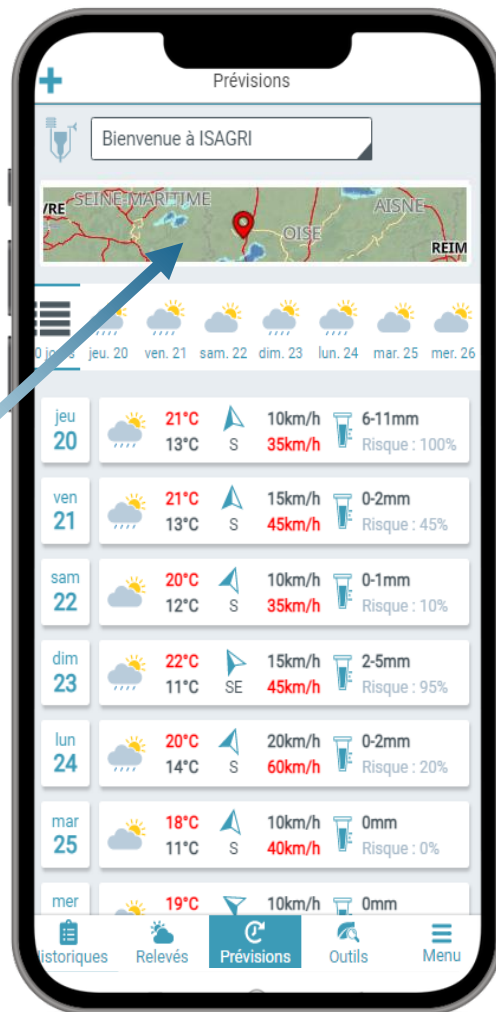 Prévisions
Bienvenue à ISAGRI
VRE SEINE-MARITIME AISNE
OISE
REIM
0 jours jeu. 20 ven. 21 sam. 22 dim. 23 lun. 24 mar. 25 mer. 26
jeu 21°C 10km/h 6-11mm
20 13°C S 35km/h Risque : 100%
ven 21°C 15km/h 0-2mm
21 13°C S 45km/h Risque : 45%
sam 20°C 10km/h 0-1mm
22 12°C S 35km/h Risque : 10%
dim 22°C 15km/h 2-5mm
23 11°C SE 45km/h Risque : 95%
lun 20°C 20km/h 0-2mm
24 14°C S 60km/h Risque : 20%
mar 18°C 10km/h 0mm
25 11°C S 40km/h Risque : 0%
mer 19°C 10km/h 0mm
istoriques Relevés Prévisions Outils Menu